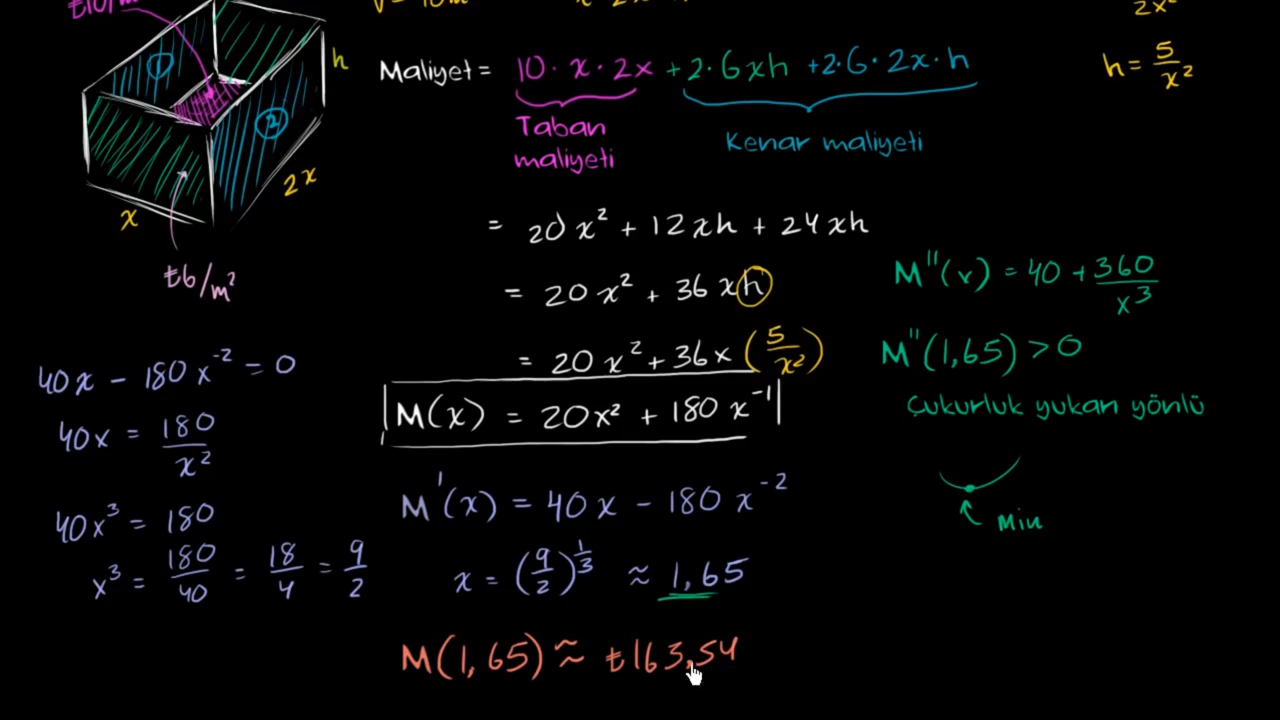 h
h = 5/x²
Maliyet = 10 · x · 2x + 2 · 6xh + 2 · 6 · 2x · h
Taban maliyeti
Kenar maliyeti
1
2
x
2x
₺6/m²
= 20x² + 12xh + 24xh
= 20x² + 36xh
= 20x² + 36x (5/x²)
M(x) = 20x² + 180x⁻¹
M'(x) = 40x - 180x⁻²
x = (9/2)^(1/3) ≈ 1,65
M(1,65) ≈ ₺163,54
40x - 180x⁻² = 0
40x = 180/x²
40x³ = 180
x³ = 180/40 = 18/4 = 9/2
M''(x) = 40 + 360/x³
M''(1,65) > 0
Çukurluk yukarı yönlü
Min